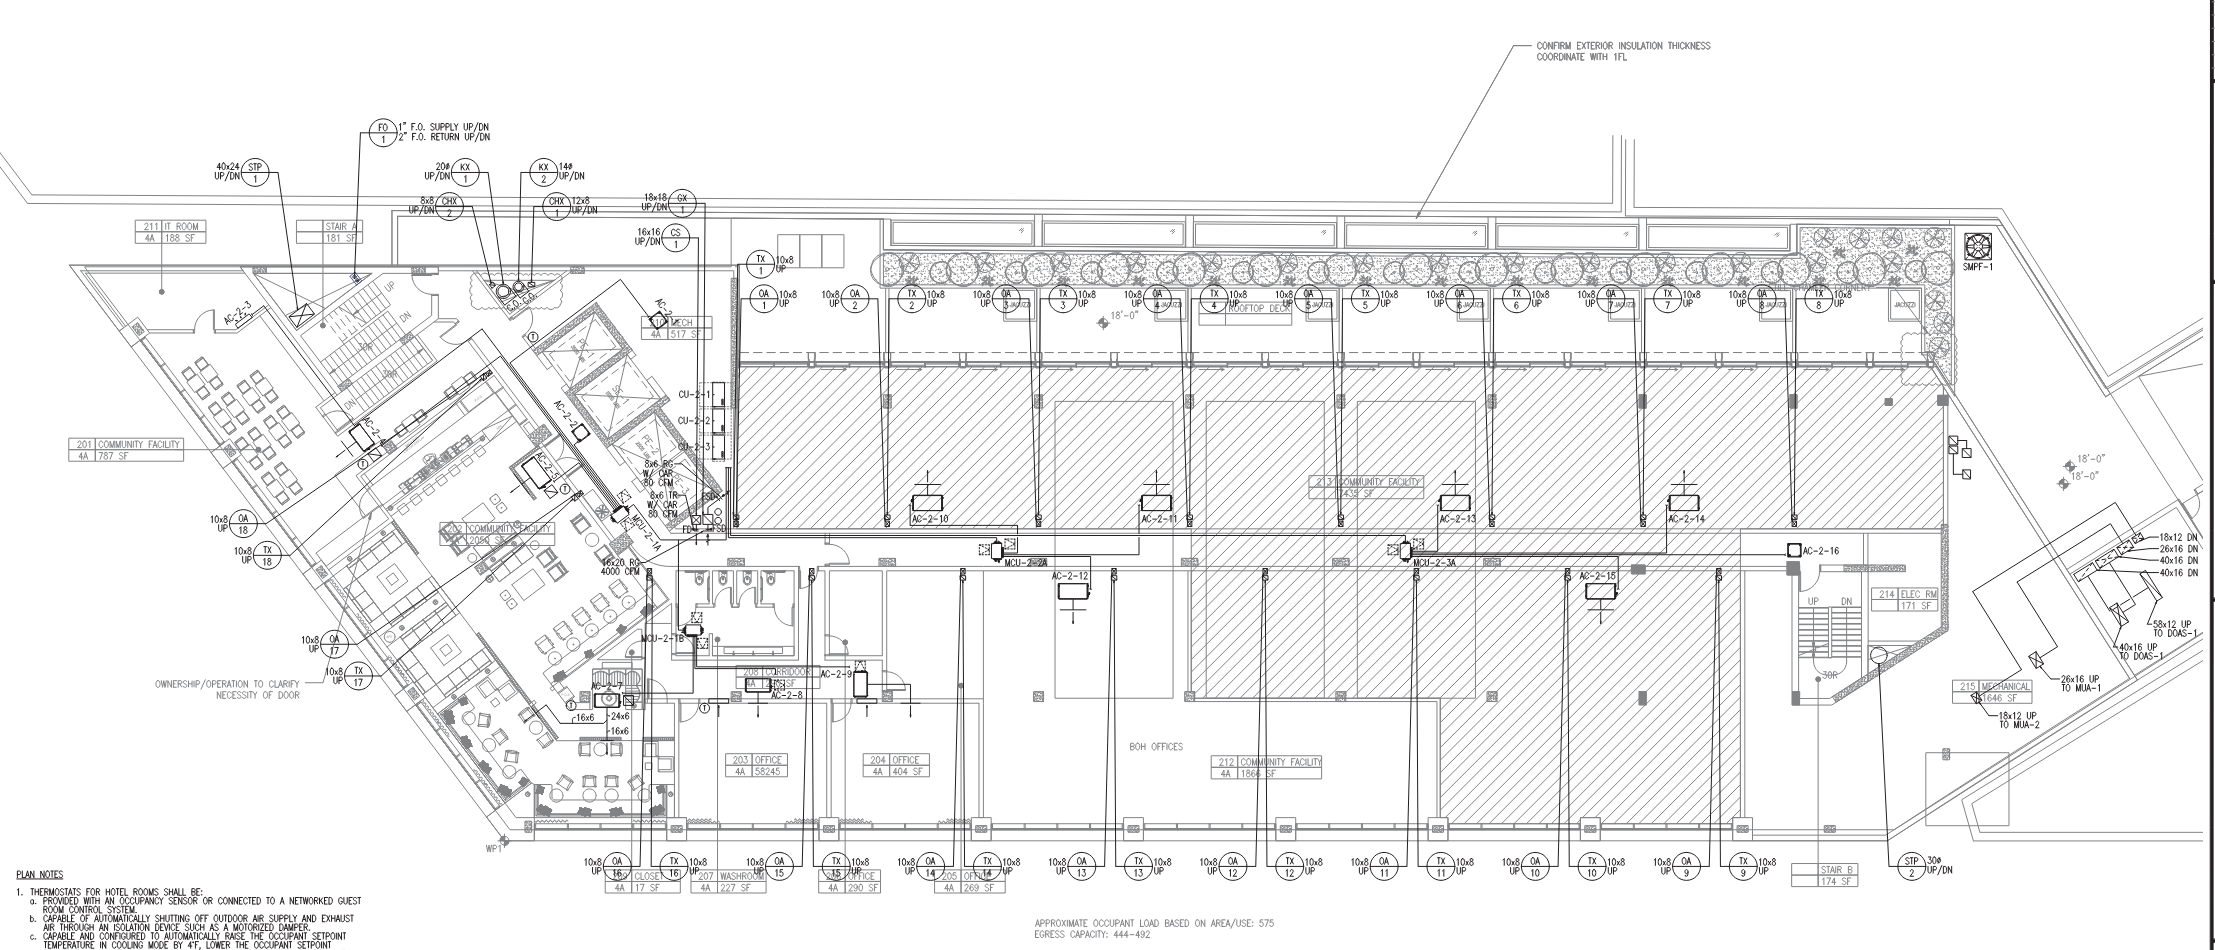 CONFIRM EXTERIOR INSULATION THICKNESS
COORDINATE WITH 1FL
FO
1
1" F.O. SUPPLY UP/DN
2" F.O. RETURN UP/DN
40x24
UP/DN
STP
1
20ø
UP/DN
KX
1
KX
2
14ø
UP/DN
8x8
UP/DN
CHX
2
CHX
1
12x8
UP/DN
18x18
UP/DN
GX
1
16x16
UP/DN
CS
1
211 IT ROOM
4A 188 SF
STAIR A
181 SF
TX
1
10x8
UP
OA
1
10x8
UP
10x8
UP
OA
2
TX
2
10x8
UP
10x8
UP
OA
3
TX
3
10x8
UP
10x8
UP
OA
4
TX
4
10x8
UP
10x8
UP
OA
5
TX
5
10x8
UP
10x8
UP
OA
6
TX
6
10x8
UP
10x8
UP
OA
7
TX
7
10x8
UP
10x8
UP
OA
8
TX
8
10x8
UP
JACUZZI
JACUZZI
JACUZZI
JACUZZI
JACUZZI
JACUZZI
JACUZZI
ROOFTOP DECK
18'-0"
SMPF-1
C.O.
C.O.
AC-2-3
UP
DN
30R
30R
DN
MECH
4A 517 SF
CU-2-1
CU-2-2
CU-2-3
AC-2-2
AC-2-5
201 COMMUNITY FACILITY
4A 787 SF
8x6 RG
W/ CAR
80 CFM
8x6 TR
W/ CAR
80 CFM
FSD
FD
FSD
202 COMMUNITY FACILITY
4A 2050 SF
MCU-2-1A
16x20 RG
4000 CFM
10x8
UP
OA
18
10x8
UP
TX
18
10x8
UP
OA
17
10x8
UP
TX
17
OWNERSHIP/OPERATION TO CLARIFY
NECESSITY OF DOOR
AC-2-10
AC-2-11
213 COMMUNITY FACILITY
7435 SF
AC-2-13
AC-2-14
18'-0"
18'-0"
MCU-2-2A
MCU-2-3A
AC-2-16
AC-2-12
AC-2-15
214 ELEC RM
171 SF
UP
DN
30R
18x12 DN
26x16 DN
40x16 DN
40x16 DN
58x12 UP
TO DOAS-1
40x16 UP
TO DOAS-1
26x16 UP
TO MUA-1
18x12 UP
TO MUA-2
215 MECHANICAL
1646 SF
MCU-2-1B
208 CORRIDOR
AC-2-9
AC-2-7
AC-2-8
16x6
24x6
16x6
203 OFFICE
4A 58245
204 OFFICE
4A 404 SF
BOH OFFICES
212 COMMUNITY FACILITY
4A 1866 SF
WP1
10x8
UP
OA
16
TX
16
10x8
UP
10x8
UP
OA
15
TX
15
10x8
UP
10x8
UP
OA
14
TX
14
10x8
UP
10x8
UP
OA
13
TX
13
10x8
UP
10x8
UP
OA
12
TX
12
10x8
UP
10x8
UP
OA
11
TX
11
10x8
UP
10x8
UP
OA
10
TX
10
10x8
UP
10x8
UP
OA
9
TX
9
10x8
UP
STP
2
30ø
UP/DN
CLOSET
4A 17 SF
207 WASHROOM
4A 227 SF
OFFICE
4A 290 SF
205 OFFICE
4A 269 SF
STAIR B
174 SF
PLAN NOTES
1. THERMOSTATS FOR HOTEL ROOMS SHALL BE:
a. PROVIDED WITH AN OCCUPANCY SENSOR OR CONNECTED TO A NETWORKED GUEST
ROOM CONTROL SYSTEM.
b. CAPABLE OF AUTOMATICALLY SHUTTING OFF OUTDOOR AIR SUPPLY AND EXHAUST
AIR THROUGH AN ISOLATION DEVICE SUCH AS A MOTORIZED DAMPER.
c. CAPABLE AND CONFIGURED TO AUTOMATICALLY RAISE THE OCCUPANT SETPOINT
TEMPERATURE IN COOLING MODE BY 4°F, LOWER THE OCCUPANT SETPOINT
APPROXIMATE OCCUPANT LOAD BASED ON AREA/USE: 575
EGRESS CAPACITY: 444-492